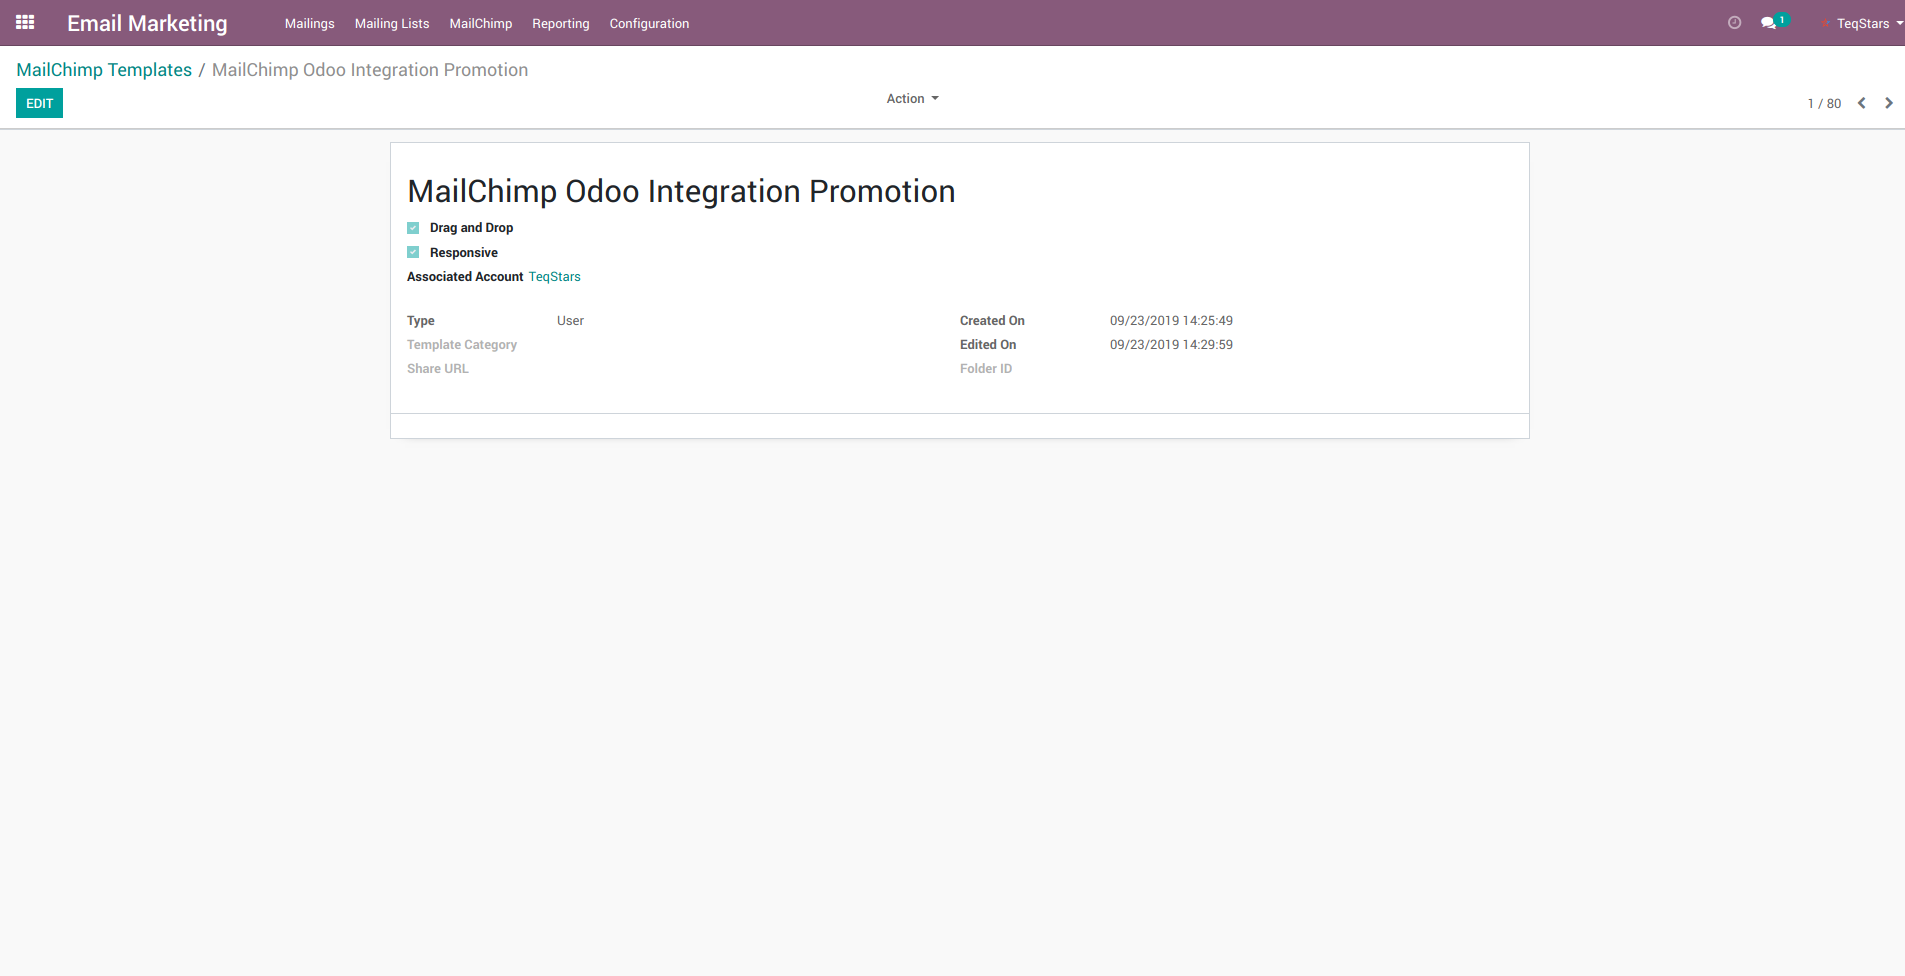 Email Marketing Mailings Mailing Lists MailChimp Reporting Configuration 1 TeqStars
MailChimp Templates / MailChimp Odoo Integration Promotion
EDIT Action 1 / 80
MailChimp Odoo Integration Promotion
Drag and Drop
Responsive
Associated Account TeqStars
Type User Created On 09/23/2019 14:25:49
Template Category Edited On 09/23/2019 14:29:59
Share URL Folder ID